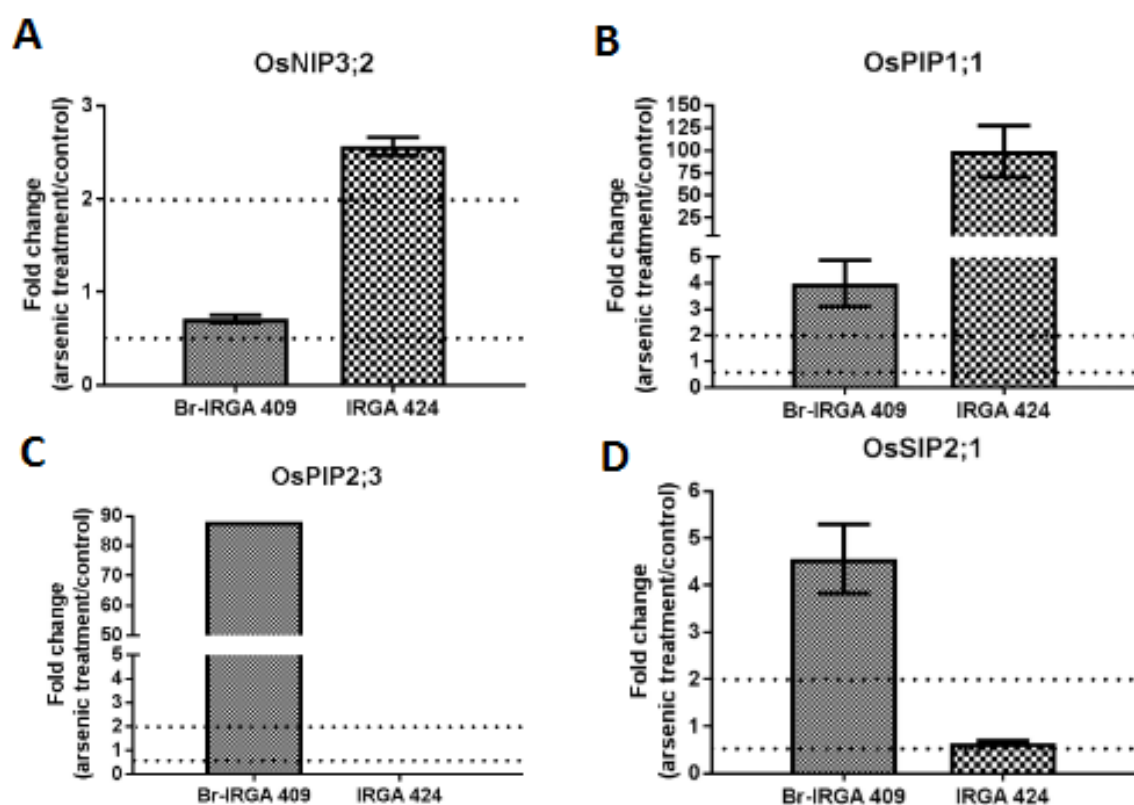 A
OsNIP3;2
Fold change
(arsenic treatment/control)
3
2
1
0
Br-IRGA 409 IRGA 424
B
OsPIP1;1
Fold change
(arsenic treatment/control)
150
125
100
75
50
25
5
4
3
2
1
0
Br-IRGA 409 IRGA 424
C
OsPIP2;3
Fold change
(arsenic treatment/control)
90
80
70
60
50
5
4
3
2
1
0
Br-IRGA 409 IRGA 424
D
OsSIP2;1
Fold change
(arsenic treatment/control)
6
5
4
3
2
1
0
Br-IRGA 409 IRGA 424